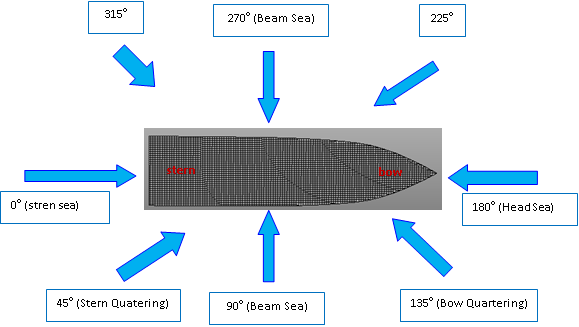 315°
270° (Beam Sea)
225°
stern
bow
0° (stren sea)
180° (Head Sea)
45° (Stern Quatering)
90° (Beam Sea)
135° (Bow Quartering)